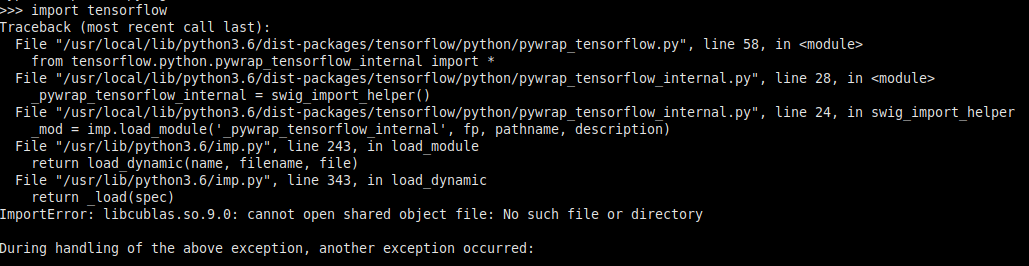 >>> import tensorflow
Traceback (most recent call last):
  File "/usr/local/lib/python3.6/dist-packages/tensorflow/python/pywrap_tensorflow.py", line 58, in <module>
    from tensorflow.python.pywrap_tensorflow_internal import *
  File "/usr/local/lib/python3.6/dist-packages/tensorflow/python/pywrap_tensorflow_internal.py", line 28, in <module>
    _pywrap_tensorflow_internal = swig_import_helper()
  File "/usr/local/lib/python3.6/dist-packages/tensorflow/python/pywrap_tensorflow_internal.py", line 24, in swig_import_helper
    _mod = imp.load_module('_pywrap_tensorflow_internal', fp, pathname, description)
  File "/usr/lib/python3.6/imp.py", line 243, in load_module
    return load_dynamic(name, filename, file)
  File "/usr/lib/python3.6/imp.py", line 343, in load_dynamic
    return _load(spec)
ImportError: libcublas.so.9.0: cannot open shared object file: No such file or directory

During handling of the above exception, another exception occurred: